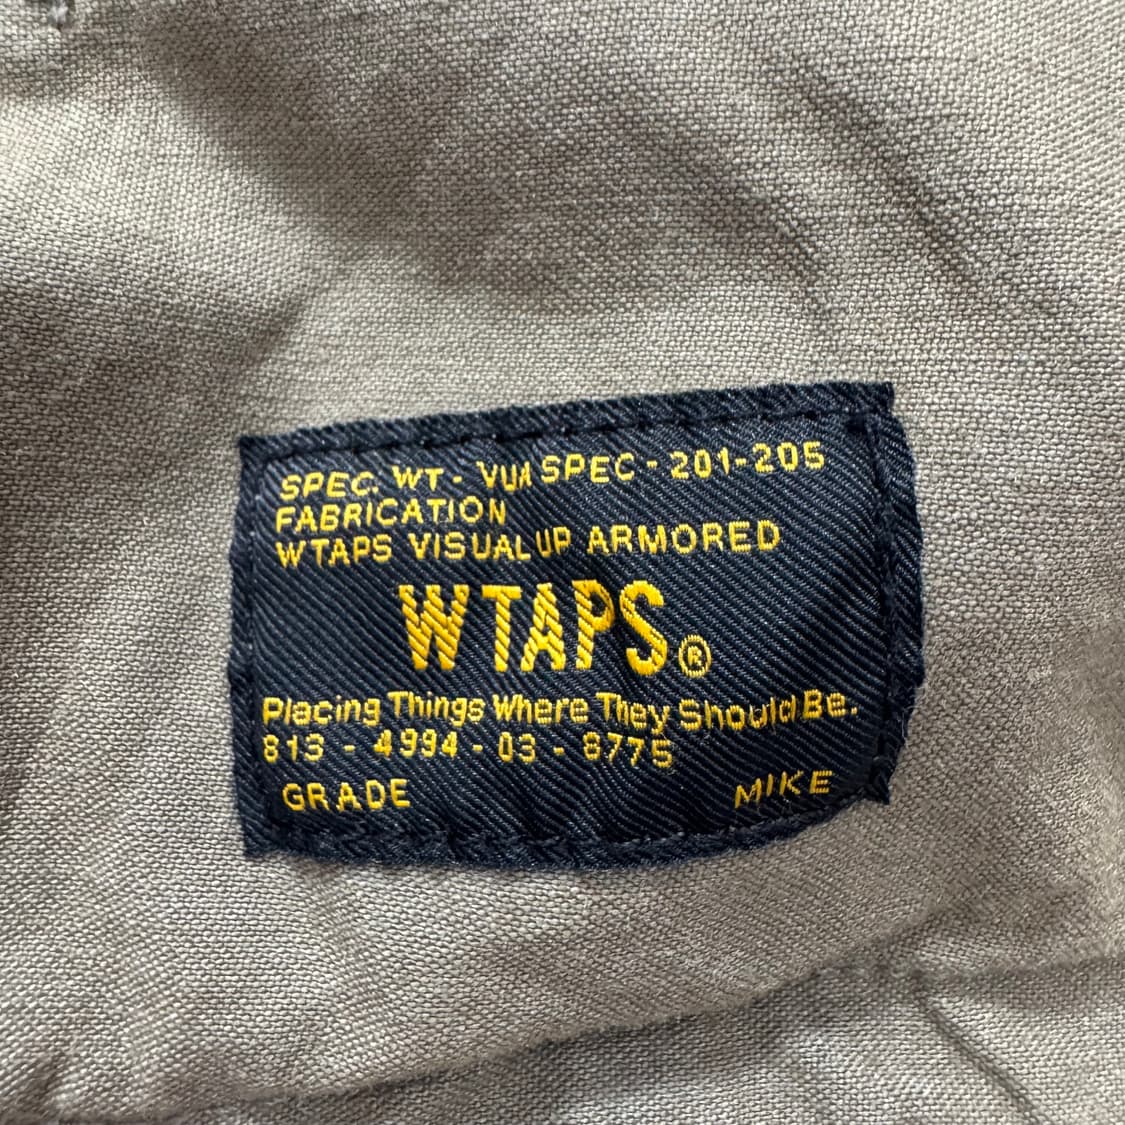 SPEC. WT - VUA SPEC - 201-205
FABRICATION
WTAPS VISUAL UP ARMORED
WTAPS®
Placing Things Where They Should Be.
813 - 4994 - 03 - 8775
GRADE MIKE